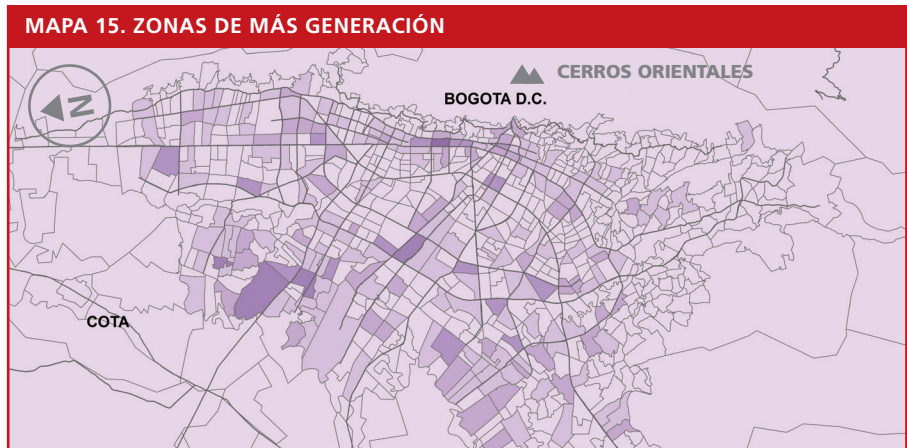 MAPA 15. ZONAS DE MÁS GENERACIÓN
N
CERROS ORIENTALES
BOGOTA D.C.
COTA